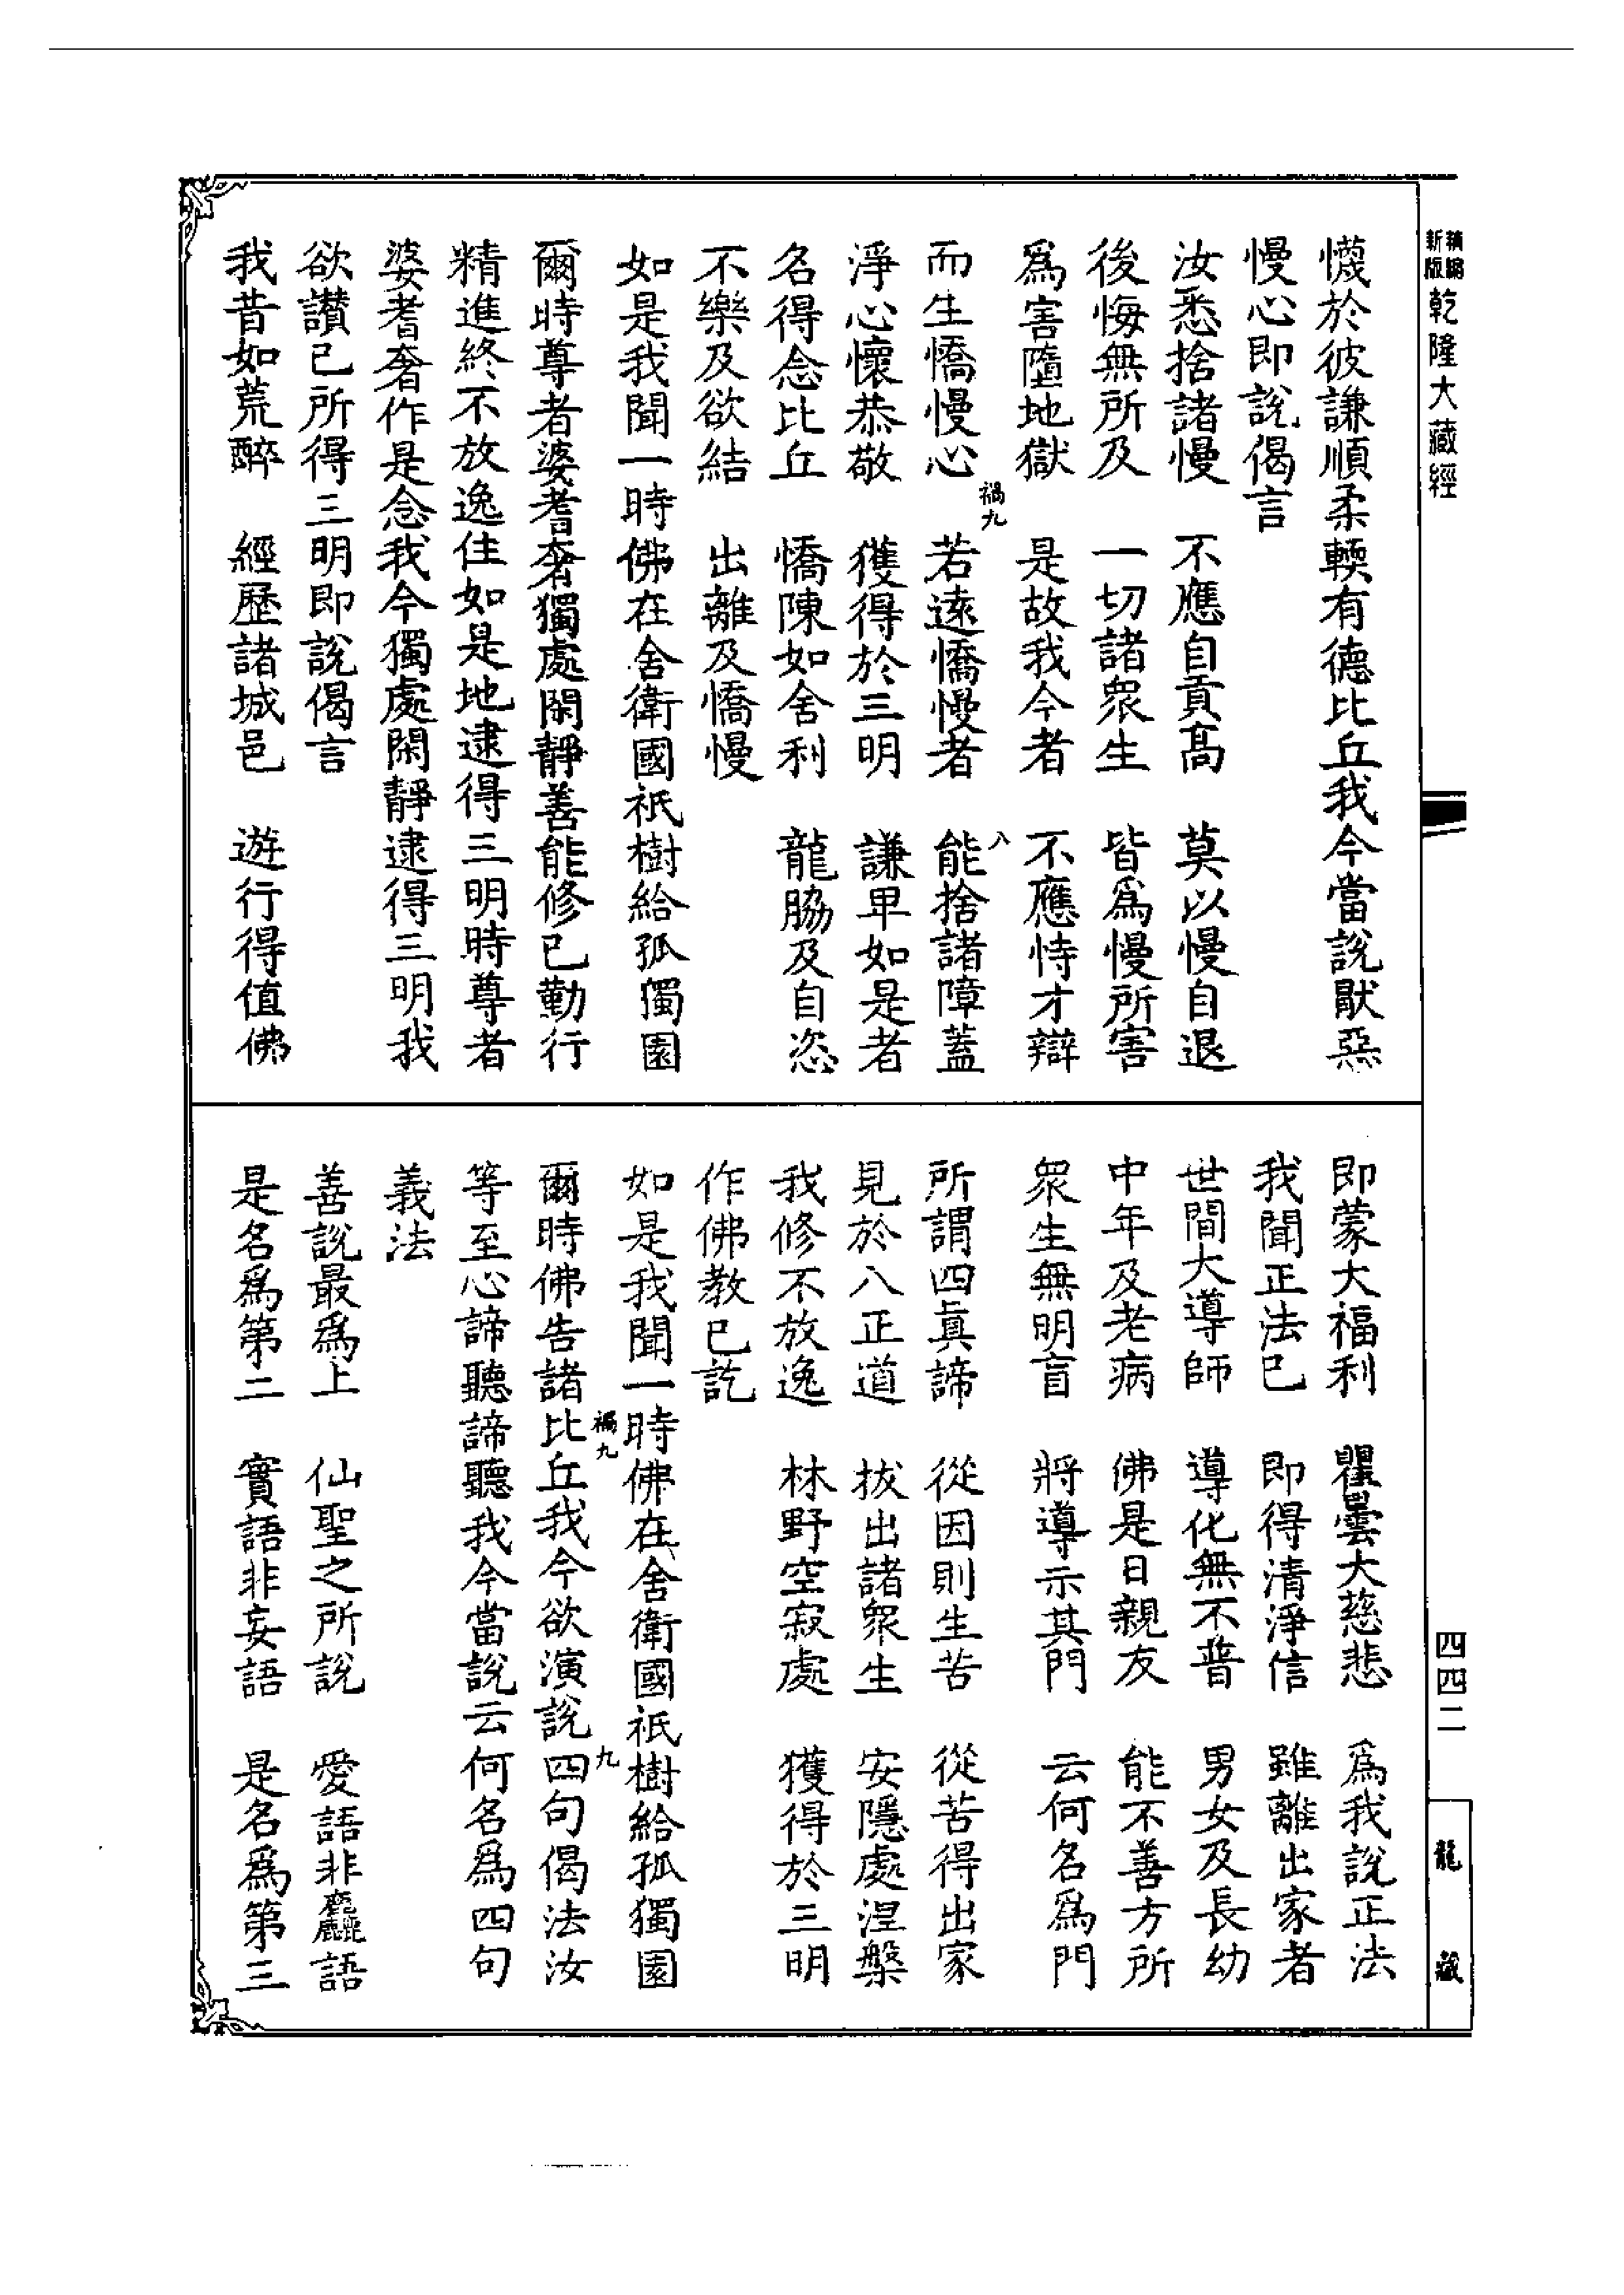 新編縮版乾隆大藏經
懱於彼謙順柔輭有德比丘我今當說厭惡
慢心即說偈言
汝悉捨諸慢 不應自貢高 莫以慢自退
後悔無所及 一切諸眾生 皆爲慢所害
爲害墮地獄 是故我今者 不應恃才辯
而生憍慢心 若遠憍慢者 能捨諸障蓋
禍九 八
淨心懷恭敬 獲得於三明 謙卑如是者
名得念比丘 憍陳如舍利 龍脇及自恣
不樂及欲結 出離及憍慢
如是我聞一時佛在舍衛國祇樹給孤獨園
爾時尊者婆耆奢獨處閑靜善能修已勤行
精進終不放逸住如是地逮得三明時尊者
婆耆奢作是念我今獨處閑靜逮得三明我
欲讚已所得三明即說偈言
我昔如荒醉 經歷諸城邑 遊行得值佛
即蒙大福利 瞿曇大慈悲 爲我說正法
我聞正法已 即得清淨信 雖離出家者
世間大導師 導化無不普 男女及長幼
中年及老病 佛是日親友 能不善方所
眾生無明盲 將導示其門 云何名爲門
所謂四眞諦 從因則生苦 從苦得出家
見於八正道 拔出諸眾生 安隱處涅槃
我修不放逸 林野空寂處 獲得於三明
作佛教已訖
如是我聞一時佛在舍衛國祇樹給孤獨園
爾時佛告諸比丘我今欲演說四句偈法汝
禍九 九
等至心諦聽諦聽我今當說云何名爲四句
義法
善說最爲上 仙聖之所說 愛語非麤語
是名爲第二 實語非妄語 是名爲第三
四四二
龍藏